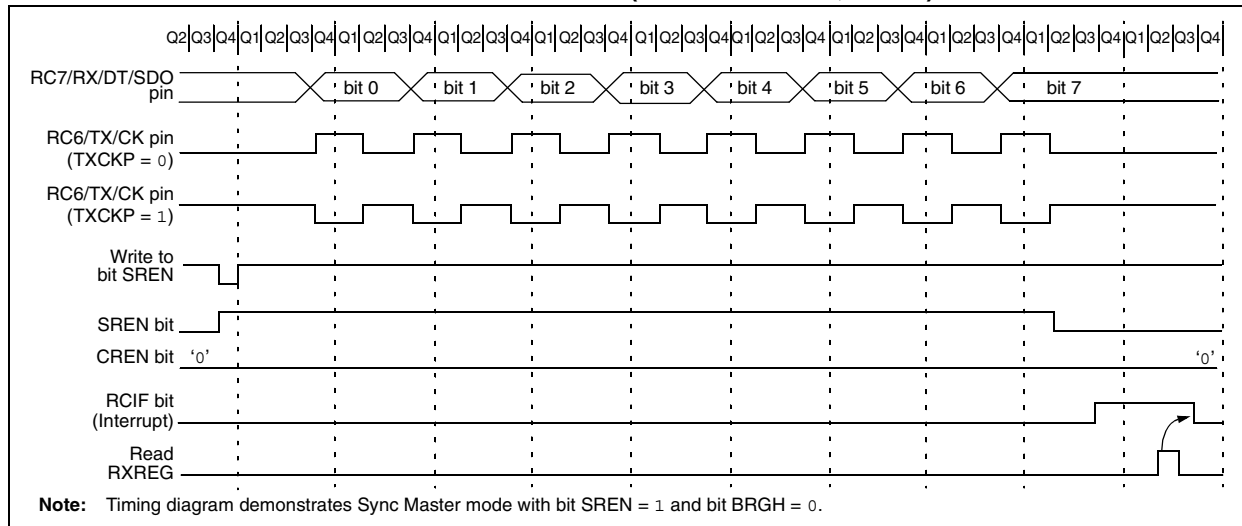 Q2 Q3 Q4 Q1 Q2 Q3 Q4 Q1 Q2 Q3 Q4 Q1 Q2 Q3 Q4 Q1 Q2 Q3 Q4 Q1 Q2 Q3 Q4 Q1 Q2 Q3 Q4 Q1 Q2 Q3 Q4 Q1 Q2 Q3 Q4 Q1 Q2 Q3 Q4 Q1 Q2 Q3 Q4
RC7/RX/DT/SDO
pin
bit 0 bit 1 bit 2 bit 3 bit 4 bit 5 bit 6 bit 7
RC6/TX/CK pin
(TXCKP = 0)
RC6/TX/CK pin
(TXCKP = 1)
Write to
bit SREN
SREN bit
CREN bit ‘0’ ‘0’
RCIF bit
(Interrupt)
Read
RXREG
Note: Timing diagram demonstrates Sync Master mode with bit SREN = 1 and bit BRGH = 0.